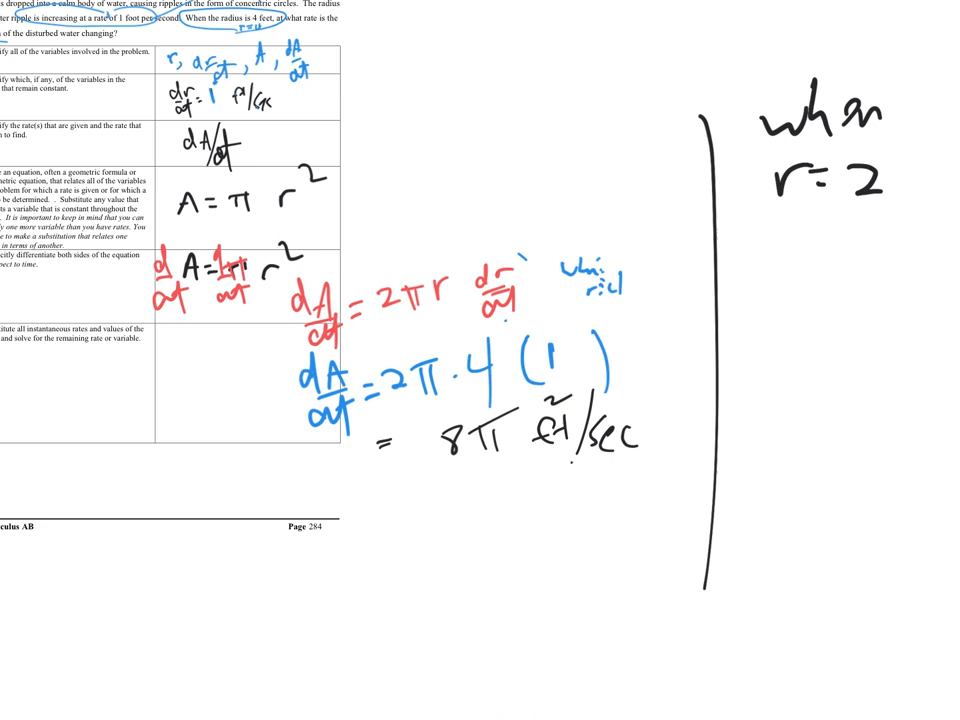 s dropped into a calm body of water, causing ripples in the form of concentric circles. The radius
ter ripple is increasing at a rate of 1 foot per second. When the radius is 4 feet, at what rate is the
r=4
of the disturbed water changing?
ify all of the variables involved in the problem.
r, dr/dt, A, dA/dt
ify which, if any, of the variables in the
that remain constant.
dr/dt = 1 ft/sec
ify the rate(s) that are given and the rate that
to find.
dA/dt
an equation, often a geometric formula or
metric equation, that relates all of the variables
oblem for which a rate is given or for which a
be determined. . Substitute any value that
ts a variable that is constant throughout the
. It is important to keep in mind that you can
y one more variable than you have rates. You
e to make a substitution that relates one
in terms of another.
A = π r²
citly differentiate both sides of the equation
pect to time.
d/dt A = π r²
dA/dt = 2πr dr/dt
titute all instantaneous rates and values of the
and solve for the remaining rate or variable.
dA/dt = 2π · 4 (1)
= 8π ft²/sec
culus AB
Page 284
when
r = 2